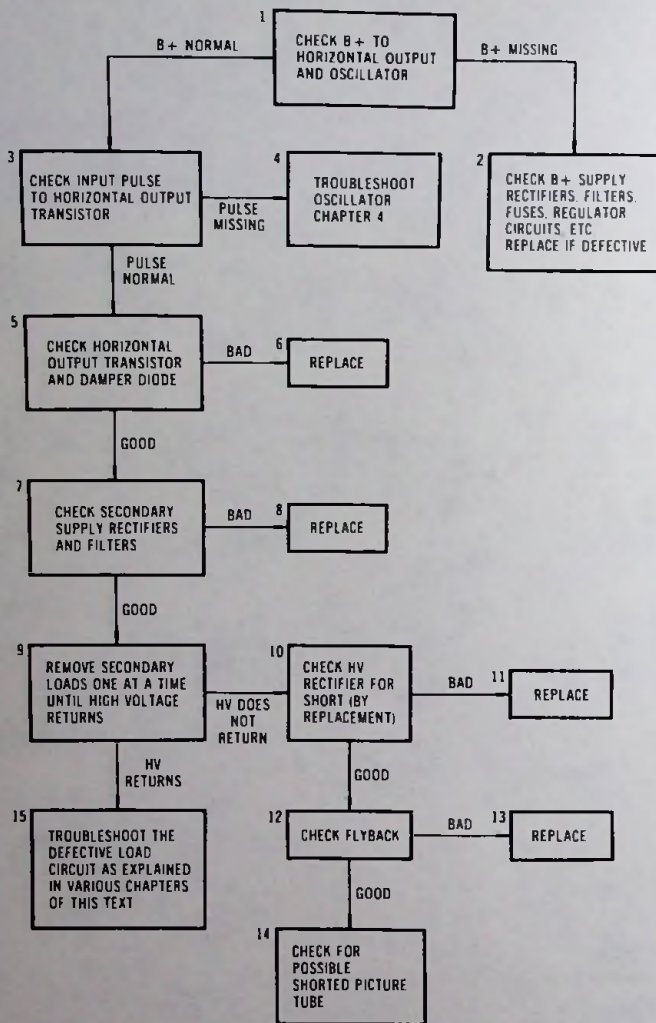 1
CHECK B+ TO
HORIZONTAL OUTPUT
AND OSCILLATOR
B+ NORMAL
B+ MISSING
3
CHECK INPUT PULSE
TO HORIZONTAL OUTPUT
TRANSISTOR
PULSE
MISSING
4
TROUBLESHOOT
OSCILLATOR
CHAPTER 4
2
CHECK B+ SUPPLY
RECTIFIERS, FILTERS,
FUSES, REGULATOR
CIRCUITS, ETC
REPLACE IF DEFECTIVE
PULSE
NORMAL
5
CHECK HORIZONTAL
OUTPUT TRANSISTOR
AND DAMPER DIODE
BAD
6
REPLACE
GOOD
7
CHECK SECONDARY
SUPPLY RECTIFIERS
AND FILTERS
BAD
8
REPLACE
GOOD
9
REMOVE SECONDARY
LOADS ONE AT A TIME
UNTIL HIGH VOLTAGE
RETURNS
HV DOES
NOT
RETURN
10
CHECK HV
RECTIFIER FOR
SHORT (BY
REPLACEMENT)
BAD
11
REPLACE
HV
RETURNS
GOOD
15
TROUBLESHOOT THE
DEFECTIVE LOAD
CIRCUIT AS EXPLAINED
IN VARIOUS CHAPTERS
OF THIS TEXT
12
CHECK FLYBACK
BAD
13
REPLACE
GOOD
14
CHECK FOR
POSSIBLE
SHORTED PICTURE
TUBE